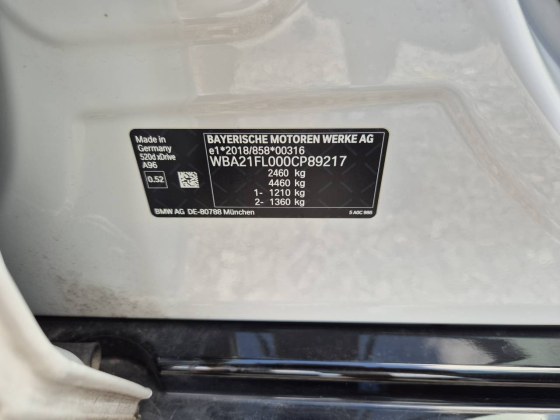 Made in
Germany
520d xDrive
A96
0.52
BAYERISCHE MOTOREN WERKE AG
e1*2018/858*00316
WBA21FL000CP89217
2460 kg
4460 kg
1- 1210 kg
2- 1360 kg
BMW AG DE-80788 München